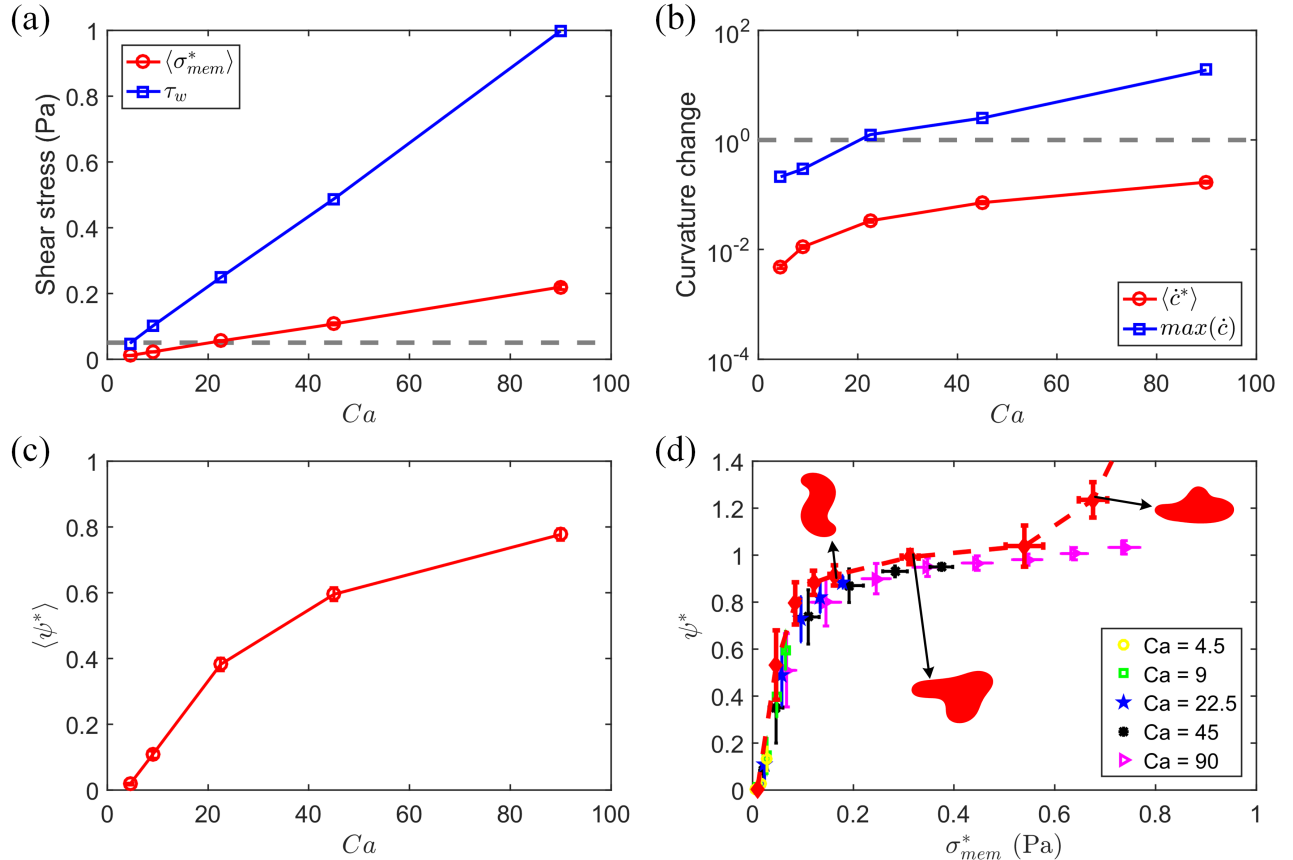 (a)
1
0.8
0.6
0.4
0.2
0
Shear stress (Pa)
⟨σ*mem⟩
τw
0 20 40 60 80 100
Ca
(b)
10^2
10^0
10^-2
10^-4
Curvature change
⟨ċ*⟩
max(ċ)
0 20 40 60 80 100
Ca
(c)
1
0.8
0.6
0.4
0.2
0
⟨ψ*⟩
0 20 40 60 80 100
Ca
(d)
1.4
1.2
1
0.8
0.6
0.4
0.2
0
ψ*
Ca = 4.5
Ca = 9
Ca = 22.5
Ca = 45
Ca = 90
0 0.2 0.4 0.6 0.8 1
σ*mem (Pa)